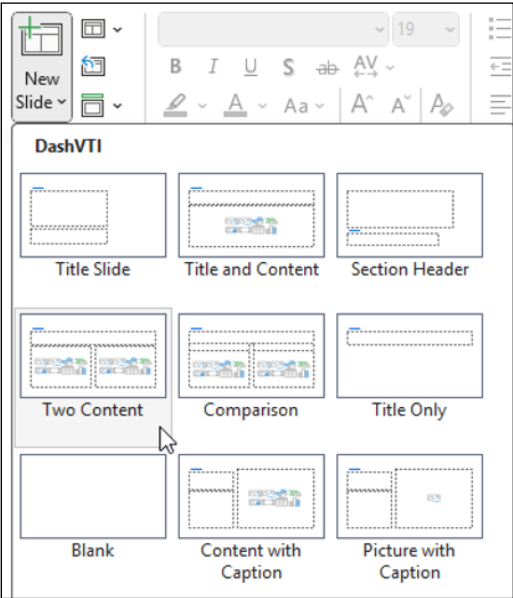 19
B I U S ab AV
New
Slide
A Aa A A A
DashVTI
Title Slide Title and Content Section Header
Two Content Comparison Title Only
Blank Content with Picture with
Caption Caption